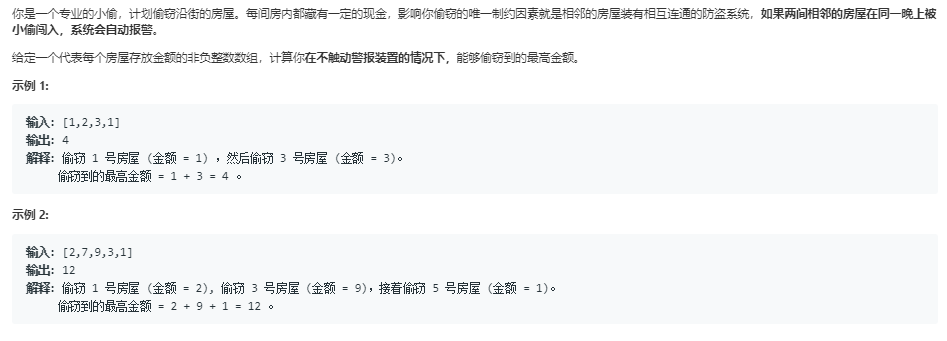 你是一个专业的小偷，计划偷窃沿街的房屋。每间房内都藏有一定的现金，影响你偷窃的唯一制约因素就是相邻的房屋装有相互连通的防盗系统，如果两间相邻的房屋在同一晚上被
小偷闯入，系统会自动报警。
给定一个代表每个房屋存放金额的非负整数数组，计算你在不触动警报装置的情况下，能够偷窃到的最高金额。
示例 1:
输入: [1,2,3,1]
输出: 4
解释: 偷窃 1 号房屋 (金额 = 1) ，然后偷窃 3 号房屋 (金额 = 3)。
偷窃到的最高金额 = 1 + 3 = 4 。
示例 2:
输入: [2,7,9,3,1]
输出: 12
解释: 偷窃 1 号房屋 (金额 = 2), 偷窃 3 号房屋 (金额 = 9)，接着偷窃 5 号房屋 (金额 = 1)。
偷窃到的最高金额 = 2 + 9 + 1 = 12 。